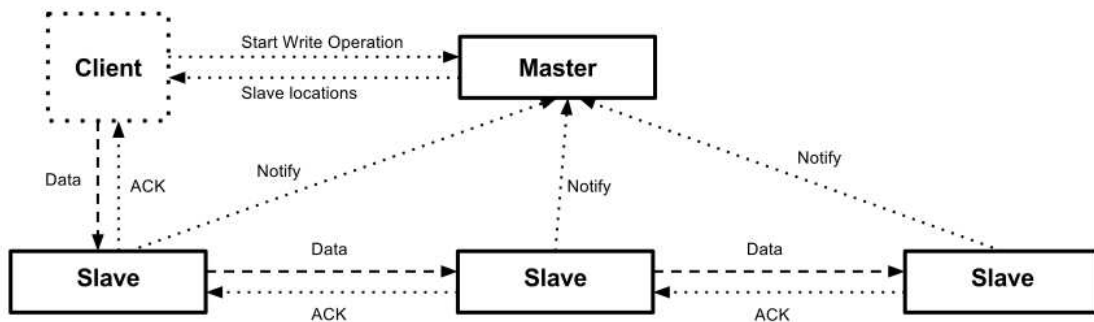 Start Write Operation
Client
Master
Slave locations
Data
ACK
Notify
Notify
Notify
Slave
Data
ACK
Slave
Data
ACK
Slave